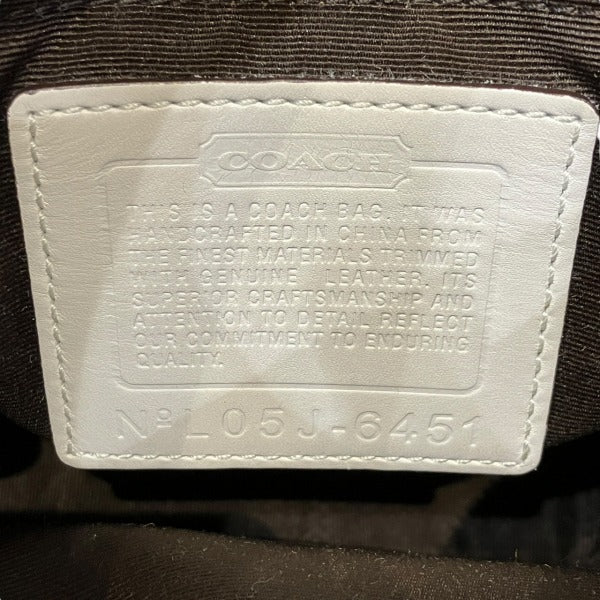 COACH
THIS IS A COACH BAG. IT WAS
HANDCRAFTED IN CHINA FROM
THE FINEST MATERIALS TRIMMED
WITH GENUINE LEATHER. ITS
SUPERIOR CRAFTSMANSHIP AND
ATTENTION TO DETAIL REFLECT
OUR COMMITMENT TO ENDURING
QUALITY.
Nº L05J-6451